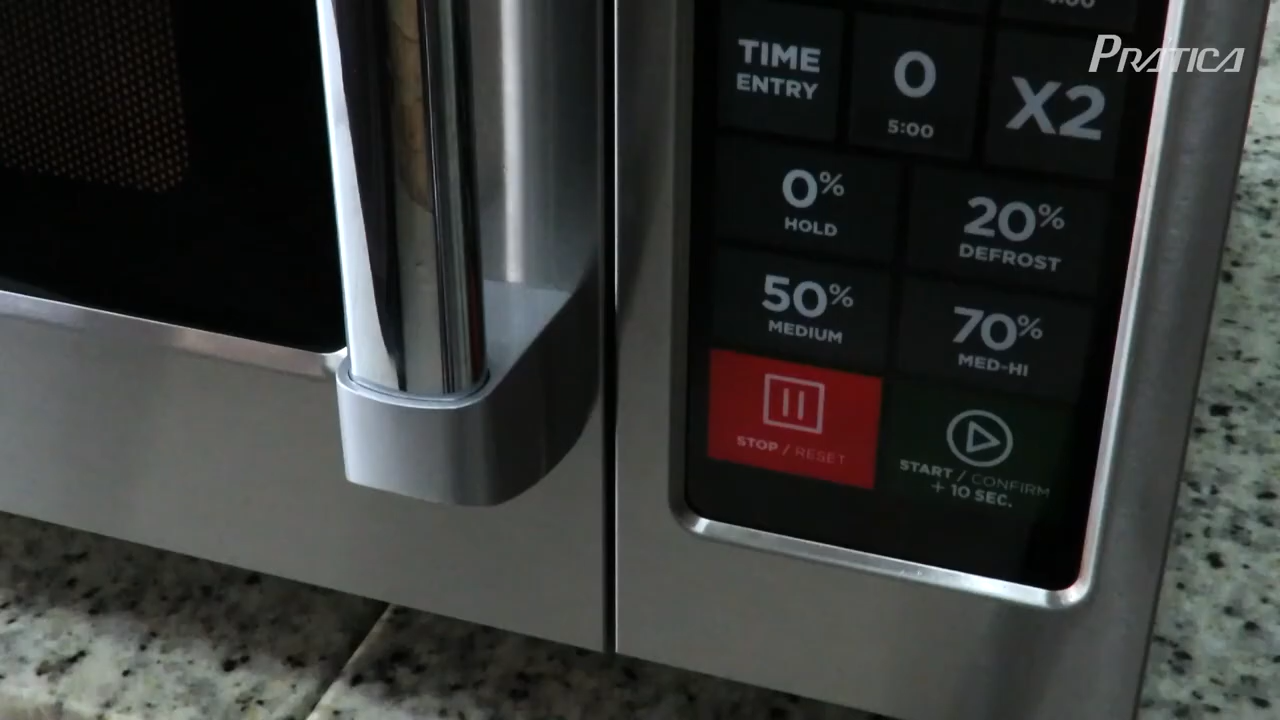 PRATICA
TIME
ENTRY
0
5:00
X2
0%
HOLD
20%
DEFROST
50%
MEDIUM
70%
MED-HI
STOP / RESET
START / CONFIRM
+ 10 SEC.